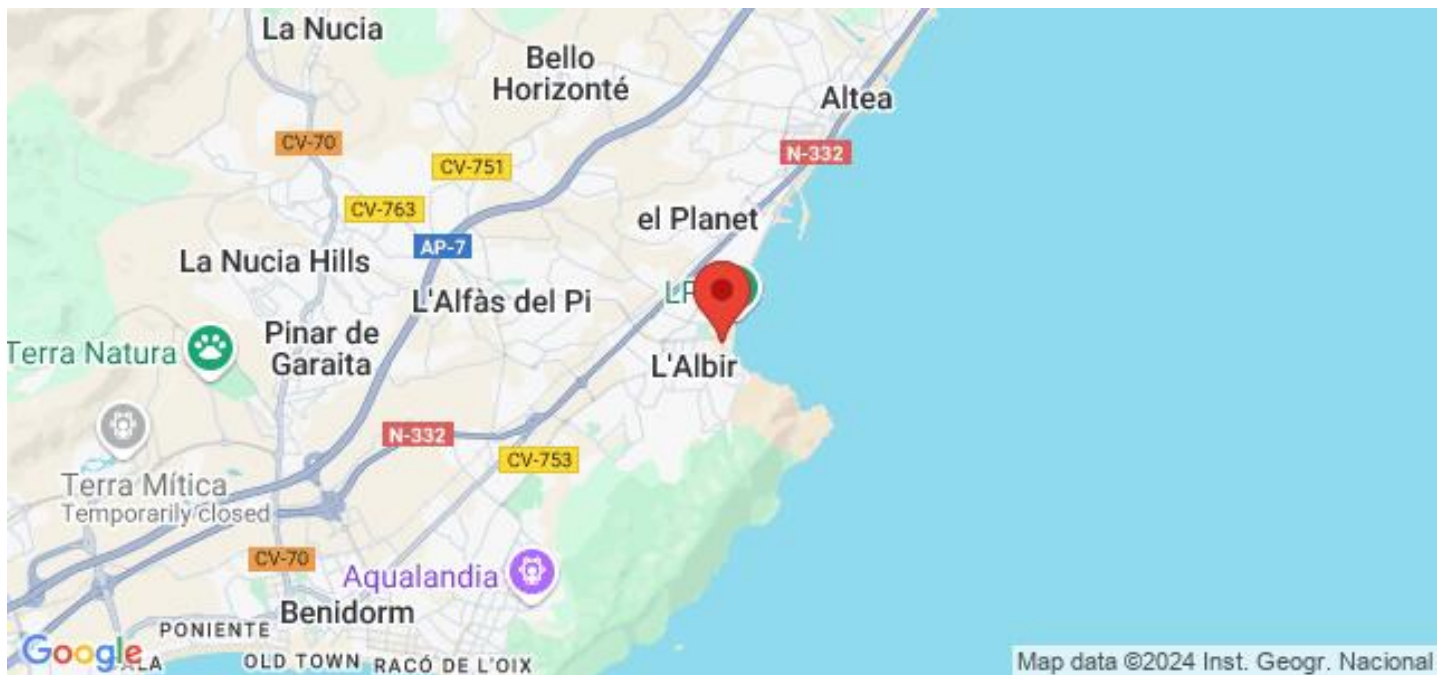 La Nucia
Bello
Horizonté
Altea
CV-70
N-332
CV-751
CV-763
el Planet
AP-7
La Nucia Hills
L'Alfàs del Pi
Pinar de
Garaita
Terra Natura
L'Albir
N-332
CV-753
Terra Mítica
Temporarily closed
CV-70
Aqualandia
Benidorm
PONIENTE
Google
OLD TOWN
RACÓ DE L'OIX
Map data ©2024 Inst. Geogr. Nacional